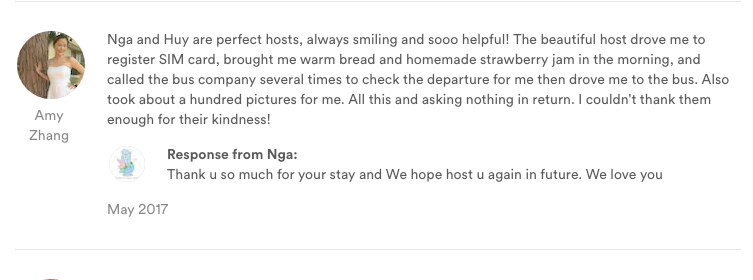 Nga and Huy are perfect hosts, always smiling and sooo helpful! The beautiful host drove me to
register SIM card, brought me warm bread and homemade strawberry jam in the morning, and
called the bus company several times to check the departure for me then drove me to the bus. Also
took about a hundred pictures for me. All this and asking nothing in return. I couldn't thank them
enough for their kindness!
Amy
Zhang
Response from Nga:
Thank u so much for your stay and We hope host u again in future. We love you
May 2017